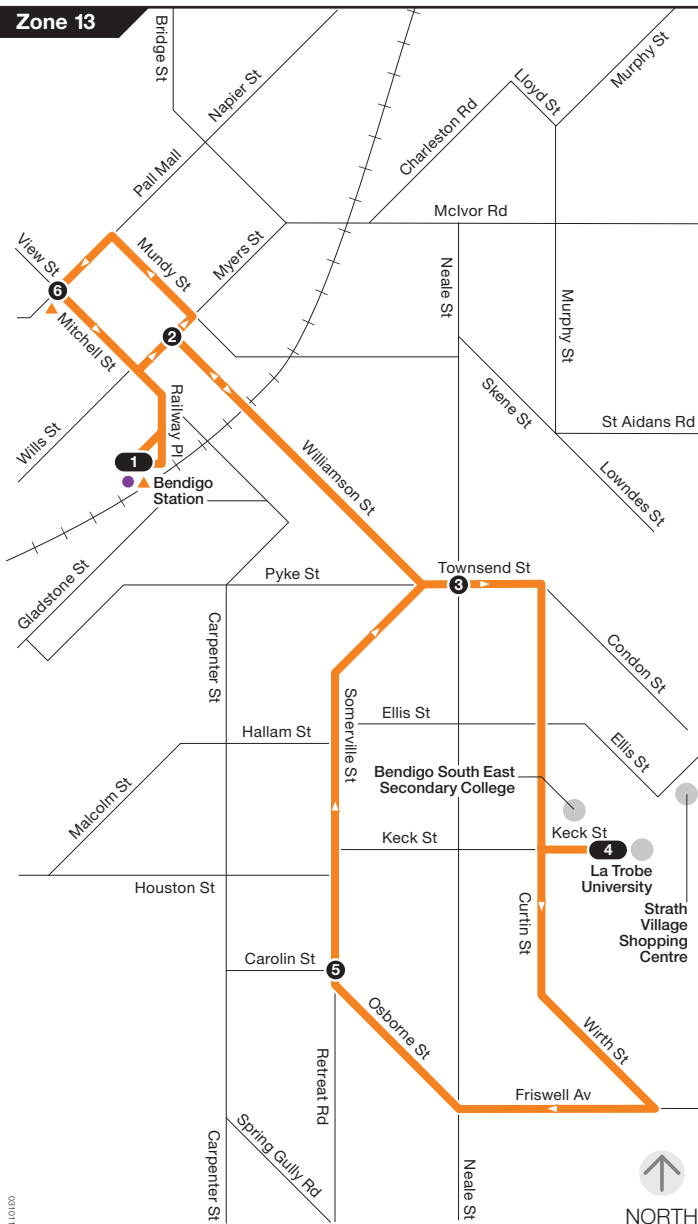 Zone 13
Bridge St
Napier St
Pall Mall
Lloyd St
Murphy St
Charleston Rd
McIvor Rd
View St
Mundy St
Myers St
Neale St
Murphy St
6
2
Mitchell St
Railway Pl
Wills St
Skene St
St Aidans Rd
Lowndes St
1
Bendigo
Station
Williamson St
Gladstone St
Pyke St
Townsend St
3
Carpenter St
Condon St
Somerville St
Ellis St
Ellis St
Hallam St
Malcolm St
Bendigo South East
Secondary College
Keck St
Keck St
4
La Trobe
University
Houston St
Curtin St
Strath
Village
Shopping
Centre
Carolin St
5
Osborne St
Wirth St
Retreat Rd
Friswell Av
Carpenter St
Spring Gully Rd
Neale St
NORTH
031011